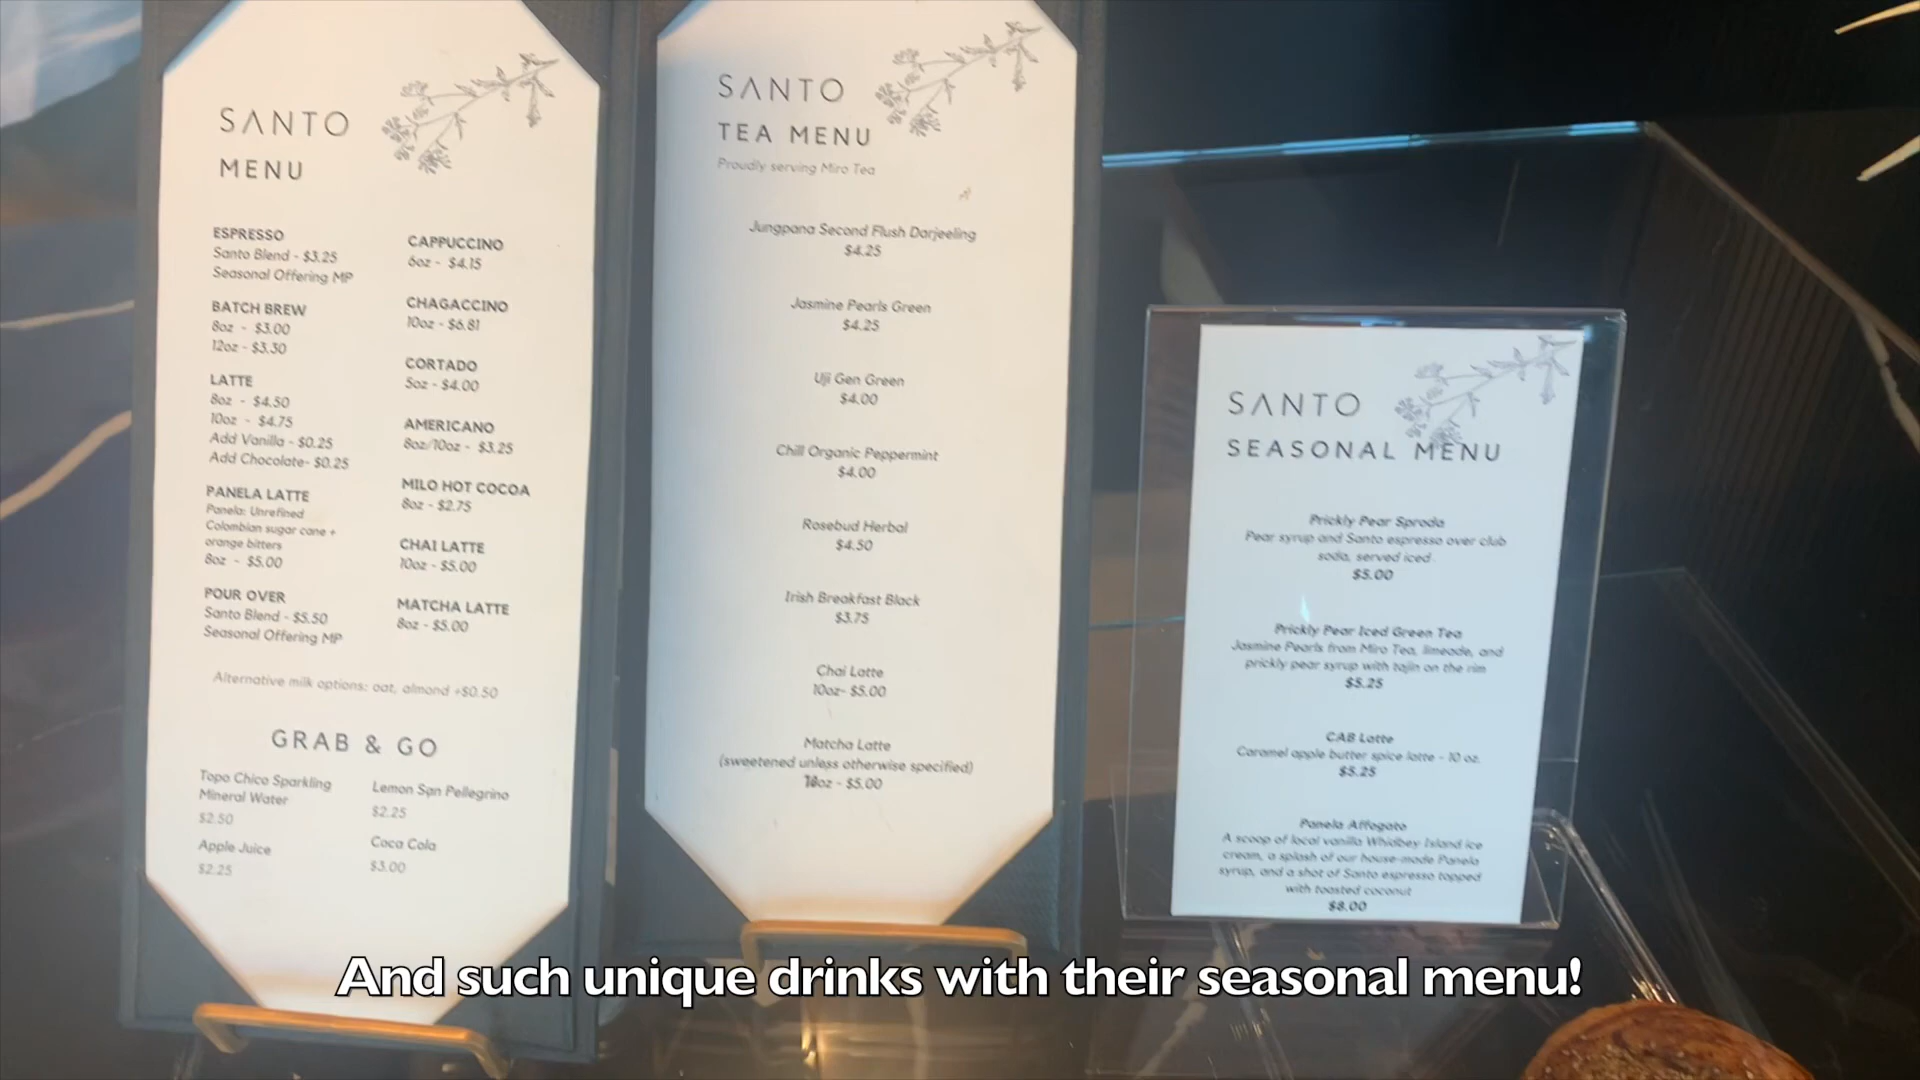 SANTO
MENU
ESPRESSO
Santo Blend - $3.25
Seasonal Offering MP
BATCH BREW
8oz - $3.00
12oz - $3.30
LATTE
8oz - $4.50
10oz - $4.75
Add Vanilla - $0.25
Add Chocolate- $0.25
PANELA LATTE
Panela: Unrefined
Colombian sugar cane +
orange bitters
8oz - $5.00
POUR OVER
Santo Blend - $5.50
Seasonal Offering MP
CAPPUCCINO
6oz - $4.15
CHAGACCINO
10oz - $6.81
CORTADO
5oz - $4.00
AMERICANO
8oz/10oz - $3.25
MILO HOT COCOA
8oz - $2.75
CHAI LATTE
10oz - $5.00
MATCHA LATTE
8oz - $5.00
Alternative milk options: oat, almond +$0.50
GRAB & GO
Topo Chico Sparkling
Mineral Water
$2.50
Apple Juice
$2.25
Lemon San Pellegrino
$2.25
Coca Cola
$3.00
SANTO
TEA MENU
Proudly serving Miro Tea
Jungpana Second Flush Darjeeling
$4.25
Jasmine Pearls Green
$4.25
Uji Gen Green
$4.00
Chill Organic Peppermint
$4.00
Rosebud Herbal
$4.50
Irish Breakfast Black
$3.75
Chai Latte
10oz- $5.00
Matcha Latte
(sweetened unless otherwise specified)
- $5.00
SANTO
SEASONAL MENU
Prickly Pear Sproda
Pear syrup and Santo espresso over club
soda, served iced
$5.00
Prickly Pear Iced Green Tea
Jasmine Pearls from Miro Tea, limeade, and
prickly pear syrup with tajin on the rim
$5.25
CAB Latte
Caramel apple butter spice latte - 10 oz.
$5.25
Panela Affogato
A scoop of local vanilla Whidbey Island ice
cream, a splash of our house-made Panela
syrup, and a shot of Santo espresso topped
with toasted coconut
$8.00
And such unique drinks with their seasonal menu!